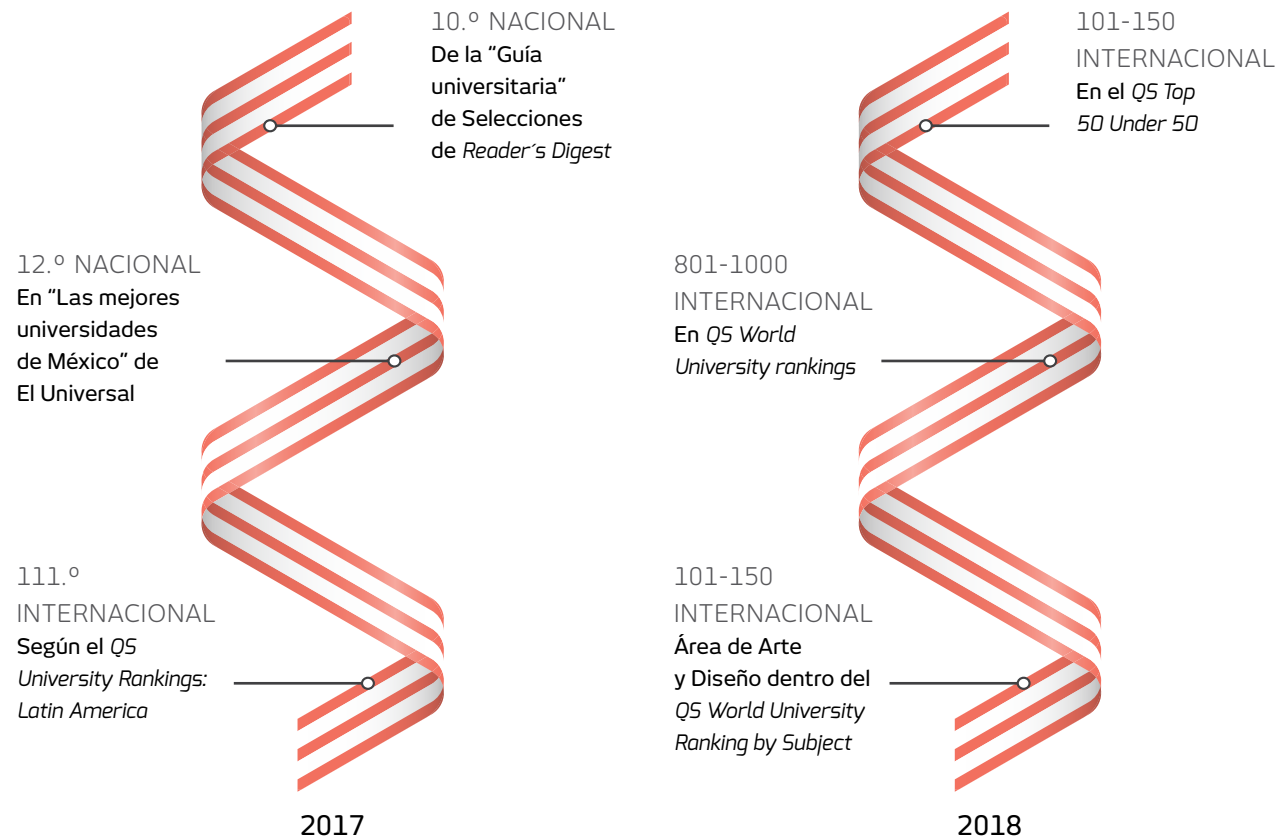 10.º NACIONAL
De la “Guía
universitaria”
de Selecciones
de Reader´s Digest
12.º NACIONAL
En “Las mejores
universidades
de México” de
El Universal
111.º
INTERNACIONAL
Según el QS
University Rankings:
Latin America
2017
101-150
INTERNACIONAL
En el QS Top
50 Under 50
801-1000
INTERNACIONAL
En QS World
University rankings
101-150
INTERNACIONAL
Área de Arte
y Diseño dentro del
QS World University
Ranking by Subject
2018